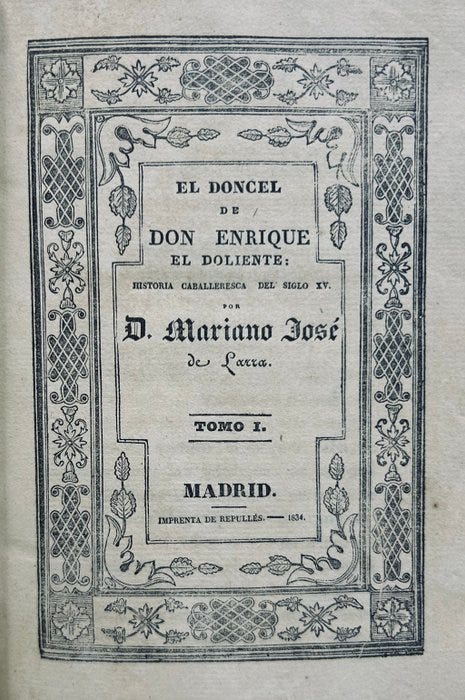 EL DONCEL
DE
DON ENRIQUE
EL DOLIENTE:
HISTORIA CABALLERESCA DEL SIGLO XV.
POR
D. Mariano José
de Larra.
TOMO I.
MADRID.
IMPRENTA DE REPULLÉS. — 1834.